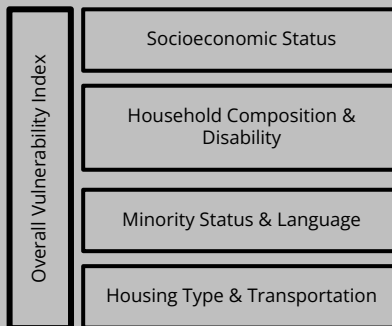 Overall Vulnerability Index
Socioeconomic Status
Household Composition &
Disability
Minority Status & Language
Housing Type & Transportation